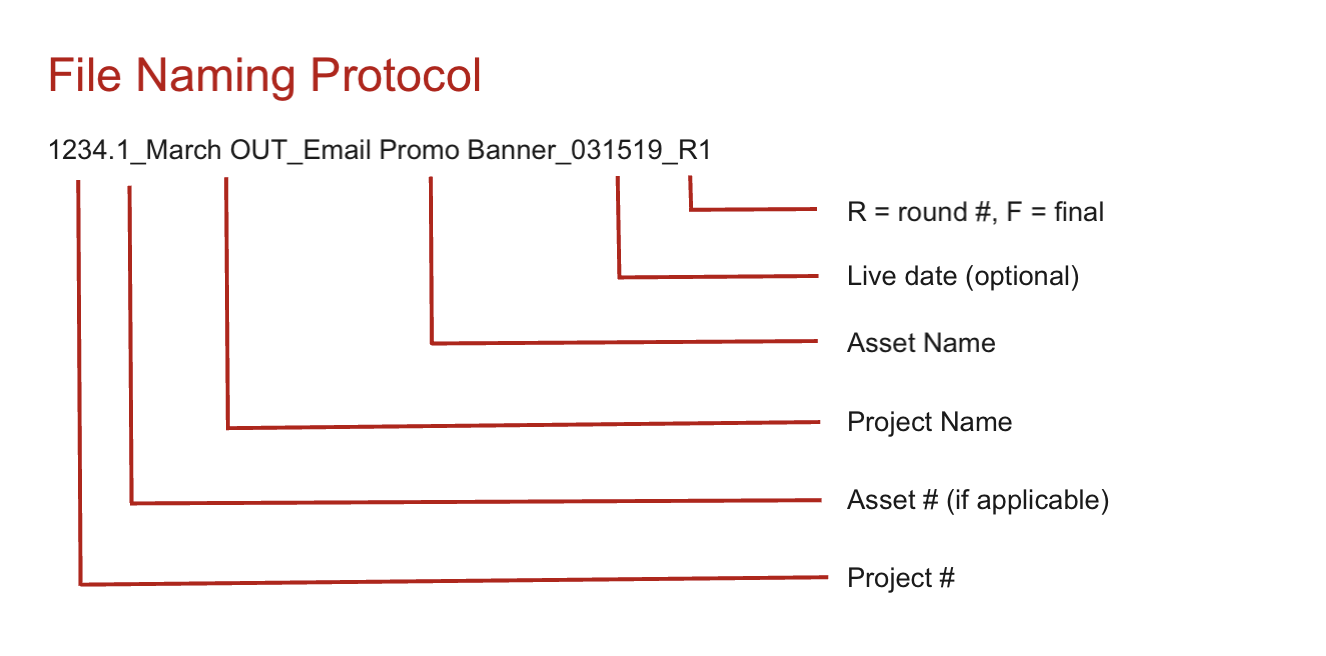 File Naming Protocol
1234.1_March OUT_Email Promo Banner_031519_R1
R = round #, F = final
Live date (optional)
Asset Name
Project Name
Asset # (if applicable)
Project #